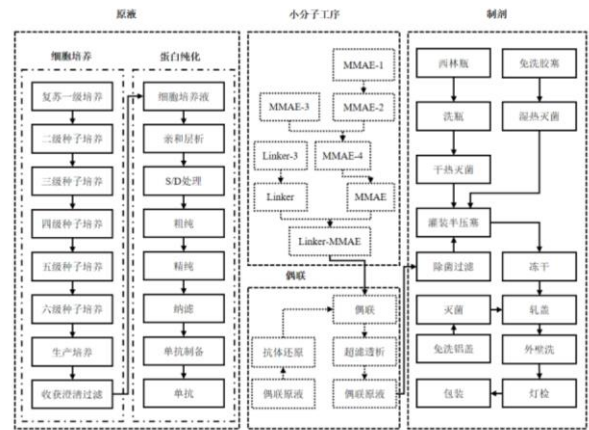 原液
细胞培养
复苏一级培养
二级种子培养
三级种子培养
四级种子培养
五级种子培养
六级种子培养
生产培养
收获澄清过滤
蛋白纯化
细胞培养液
亲和层析
S/D处理
粗纯
精纯
纳滤
单抗制备
单抗
小分子工序
MMAE-1
MMAE-3
MMAE-2
Linker-3
MMAE-4
Linker
MMAE
Linker-MMAE
偶联
偶联
抗体还原
超滤透析
偶联原液
偶联原液
制剂
西林瓶
免洗胶塞
洗瓶
湿热灭菌
干热灭菌
灌装半压塞
除菌过滤
冻干
灭菌
轧盖
免洗铝盖
外壁洗
包装
灯检